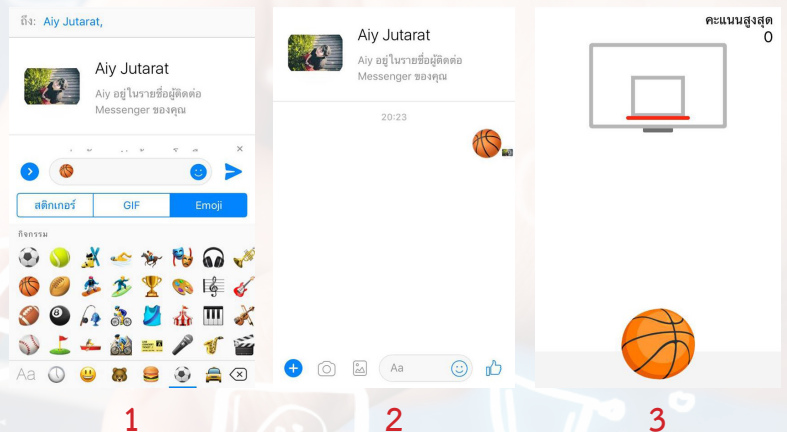 ถึง: Aiy Jutarat,
Aiy Jutarat
Aiy อยู่ในรายชื่อผู้ติดต่อ
Messenger ของคุณ
สติกเกอร์ GIF Emoji
กิจกรรม
Aa
1
Aiy Jutarat
Aiy อยู่ในรายชื่อผู้ติดต่อ
Messenger ของคุณ
20:23
Aa
2
คะแนนสูงสุด
0
3